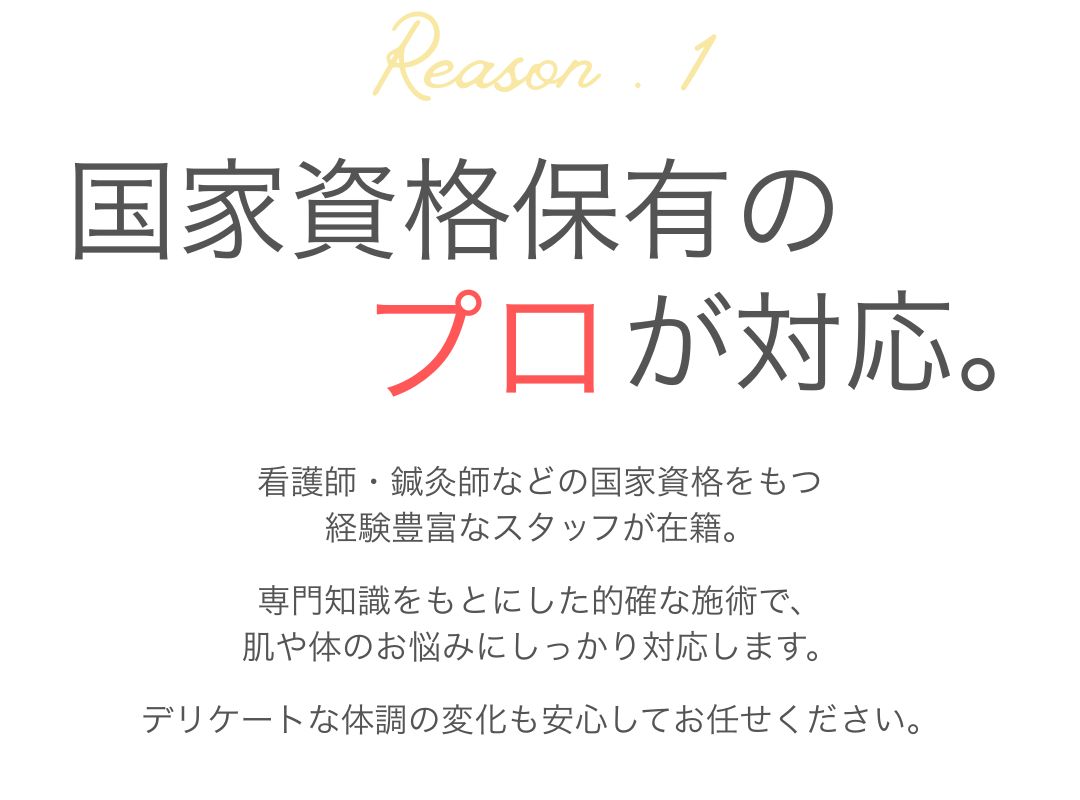 Reason . 1
国家資格保有の
プロが対応。
看護師・鍼灸師などの国家資格をもつ
経験豊富なスタッフが在籍。
専門知識をもとにした的確な施術で、
肌や体のお悩みにしっかり対応します。
デリケートな体調の変化も安心してお任せください。